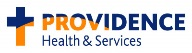 PROVIDENCE
Health & Services